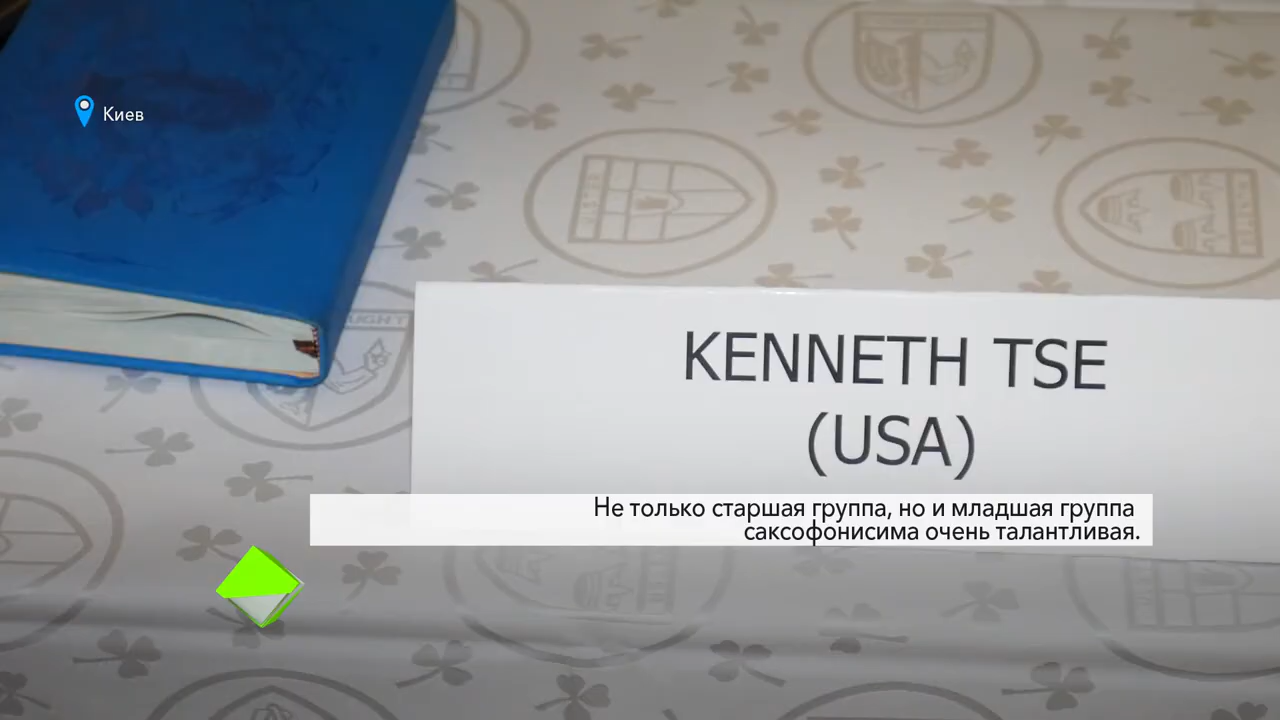 Киев
KENNETH TSE
(USA)
Не только старшая группа, но и младшая группа
саксофонисима очень талантливая.